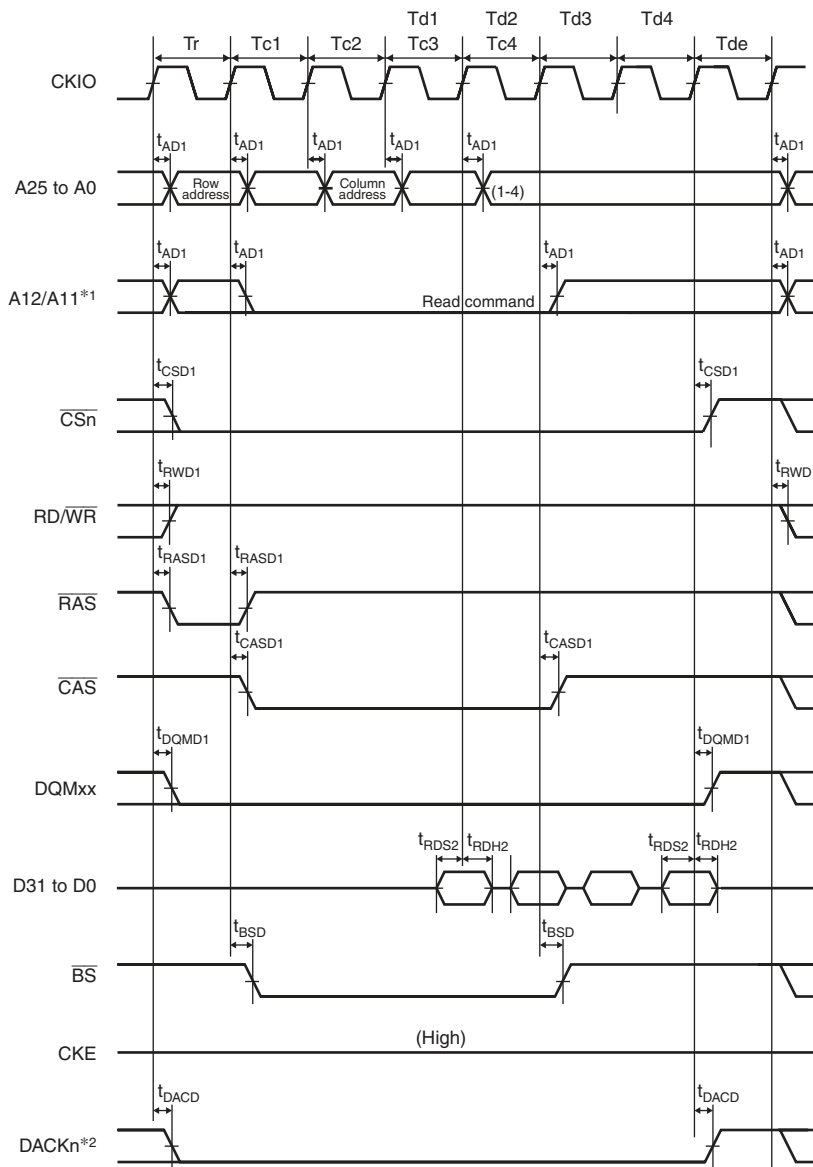 Td1 Td2 Td3 Td4
Tr Tc1 Tc2 Tc3 Tc4 Tde
CKIO
tAD1 tAD1 tAD1 tAD1 tAD1 tAD1
A25 to A0 Row address Column address (1-4)
tAD1 tAD1 tAD1 tAD1
A12/A11*1 Read command
tCSD1 tCSD1
CSn
tRWD1 tRWD1
RD/WR
tRASD1 tRASD1
RAS
tCASD1 tCASD1
CAS
tDQMD1 tDQMD1
DQMxx
tRDS2 tRDH2 tRDS2 tRDH2
D31 to D0
tBSD tBSD
BS
(High)
CKE
tDACD tDACD
DACKn*2